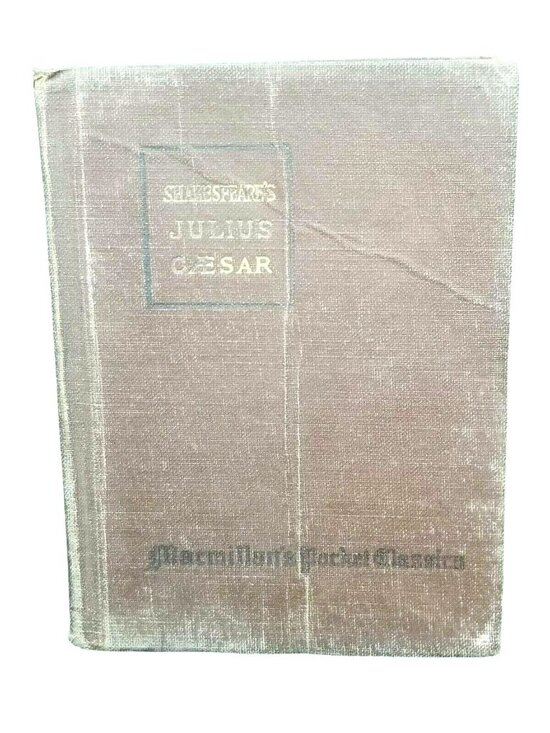 SHAKESPEARE'S
JULIUS
CÆSAR
Macmillan's Pocket Classics